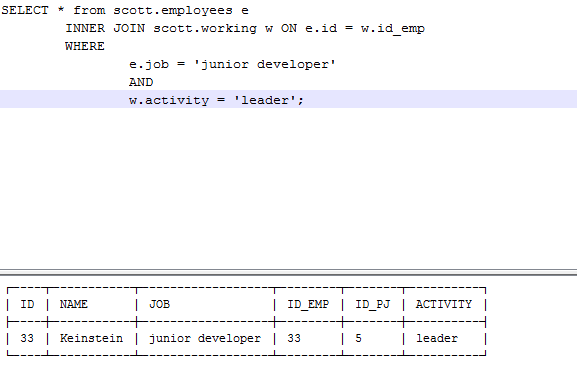 SELECT * from scott.employees e
INNER JOIN scott.working w ON e.id = w.id_emp
WHERE
e.job = 'junior developer'
AND
w.activity = 'leader';
ID NAME JOB ID_EMP ID_PJ ACTIVITY
33 Keinstein junior developer 33 5 leader